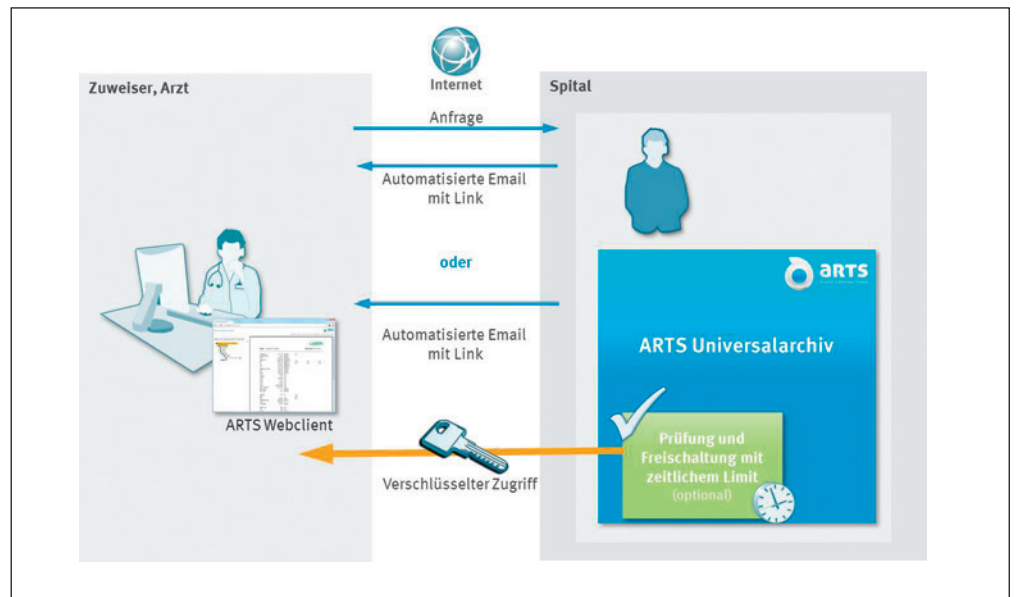 Zuweiser, Arzt
Internet
Spital
Anfrage
Automatisierte Email
mit Link
oder
Automatisierte Email
mit Link
ARTS
ARTS Universalarchiv
ARTS Webclient
Prüfung und
Freischaltung mit
zeitlichem Limit
(optional)
Verschlüsselter Zugriff